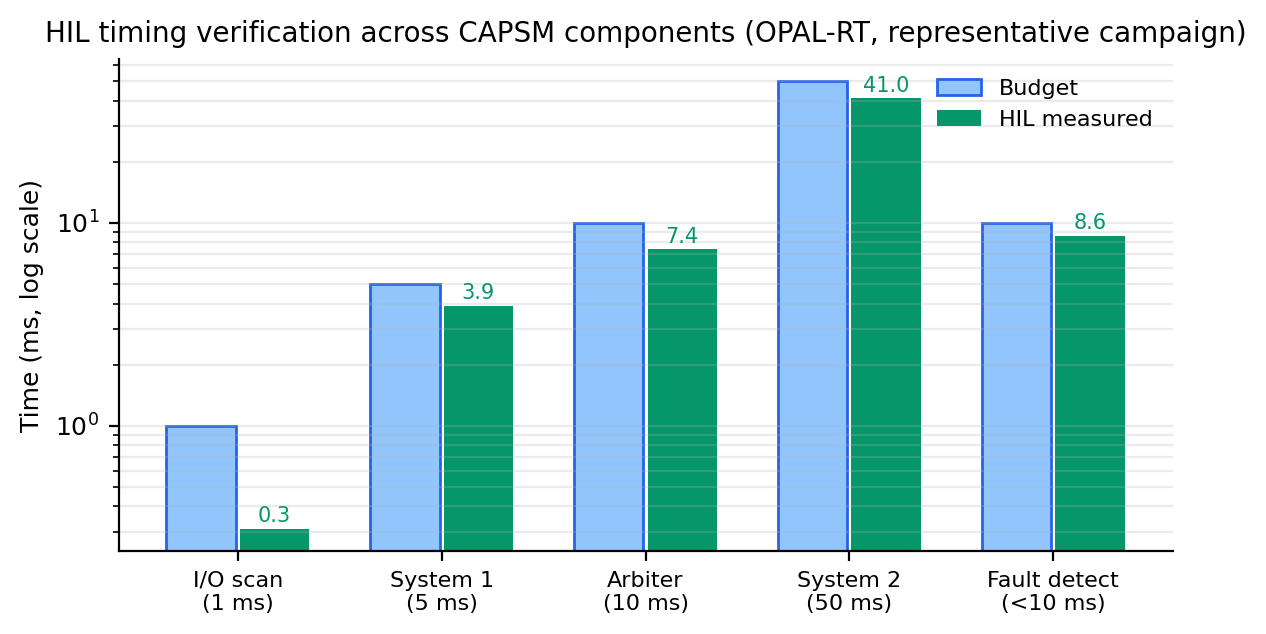 HIL timing verification across CAPSM components (OPAL-RT, representative campaign)
Budget
HIL measured
Time (ms, log scale)
10¹
10⁰
0.3
3.9
7.4
41.0
8.6
I/O scan
(1 ms)
System 1
(5 ms)
Arbiter
(10 ms)
System 2
(50 ms)
Fault detect
(<10 ms)